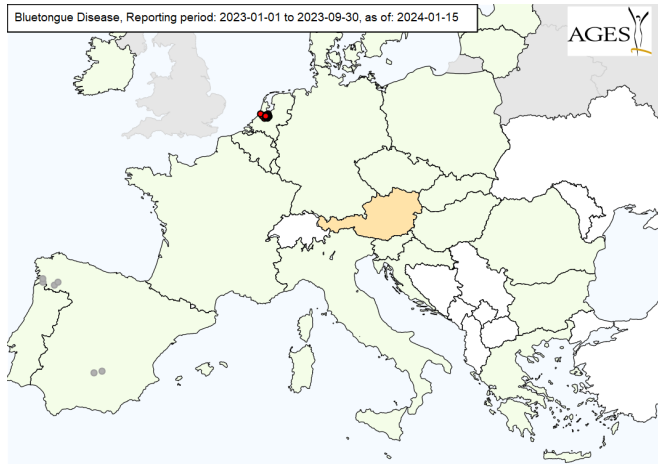 Bluetongue Disease, Reporting period: 2023-01-01 to 2023-09-30, as of: 2024-01-15
AGES